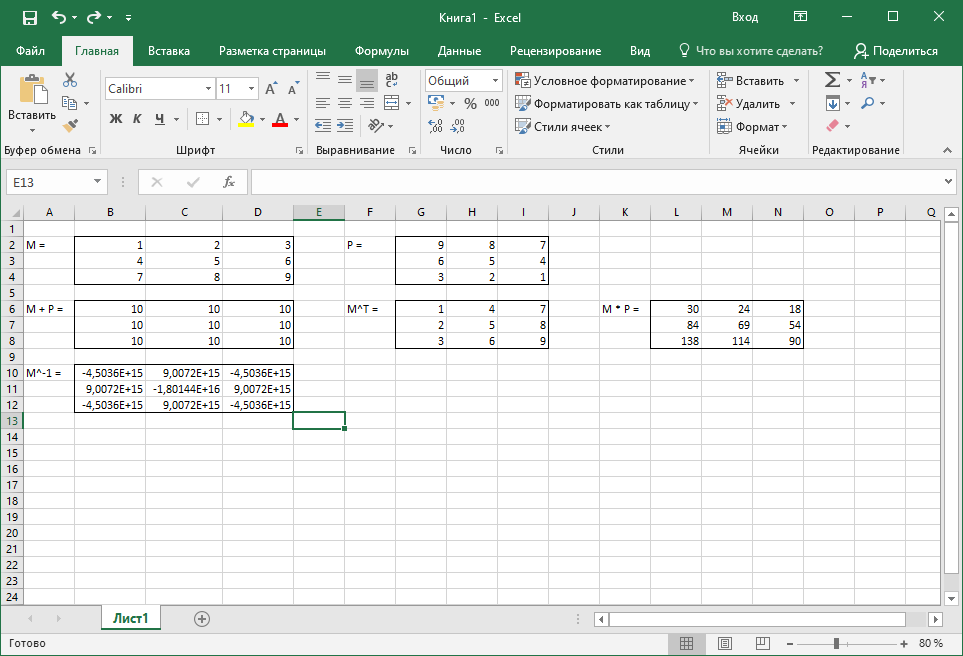 Книга1 - Excel
Вход
Файл Главная Вставка Разметка страницы Формулы Данные Рецензирование Вид Что вы хотите сделать? Поделиться
Вставить
Буфер обмена
Calibri 11
Ж К Ч
А
Шрифт
Выравнивание
Общий
% 000
Число
Условное форматирование
Форматировать как таблицу
Стили ячеек
Стили
Вставить
Удалить
Формат
Ячейки
Редактирование
E13
fx
A B C D E F G H I J K L M N O P Q
1
2 M = 1 2 3 P = 9 8 7
3 4 5 6 6 5 4
4 7 8 9 3 2 1
5
6 M + P = 10 10 10 M^T = 1 4 7 M * P = 30 24 18
7 10 10 10 2 5 8 84 69 54
8 10 10 10 3 6 9 138 114 90
9
10 M^-1 = -4,5036E+15 9,0072E+15 -4,5036E+15
11 9,0072E+15 -1,80144E+16 9,0072E+15
12 -4,5036E+15 9,0072E+15 -4,5036E+15
13
14
15
16
17
18
19
20
21
22
23
24
Лист1
Готово
80 %